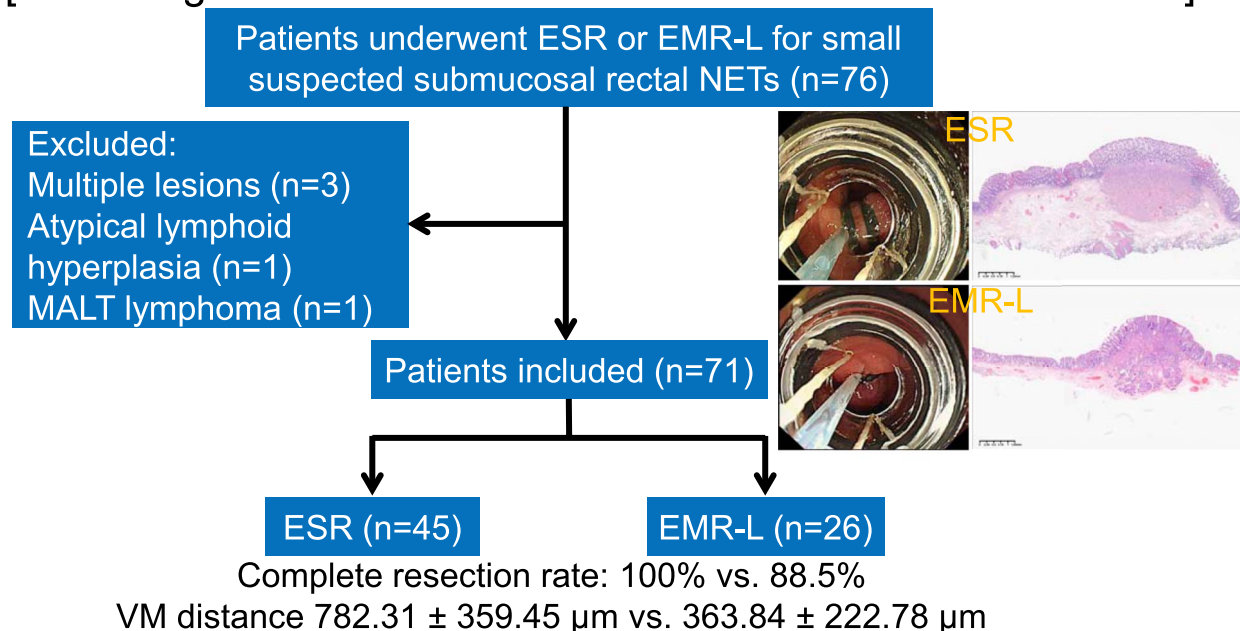 Patients underwent ESR or EMR-L for small
suspected submucosal rectal NETs (n=76)
Excluded:
Multiple lesions (n=3)
Atypical lymphoid
hyperplasia (n=1)
MALT lymphoma (n=1)
ESR
EMR-L
Patients included (n=71)
ESR (n=45)
EMR-L (n=26)
Complete resection rate: 100% vs. 88.5%
VM distance 782.31 ± 359.45 µm vs. 363.84 ± 222.78 µm